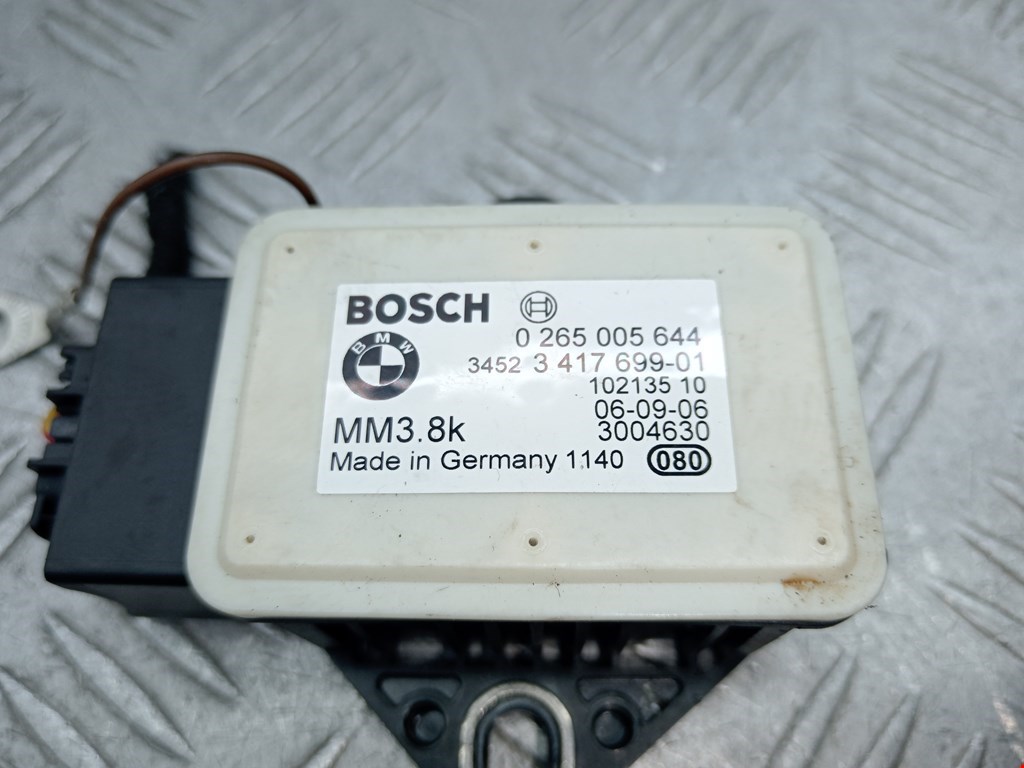 BOSCH
0 265 005 644
BMW
3452 3 417 699-01
102135 10
06-09-06
MM3.8k
3004630
Made in Germany 1140 080